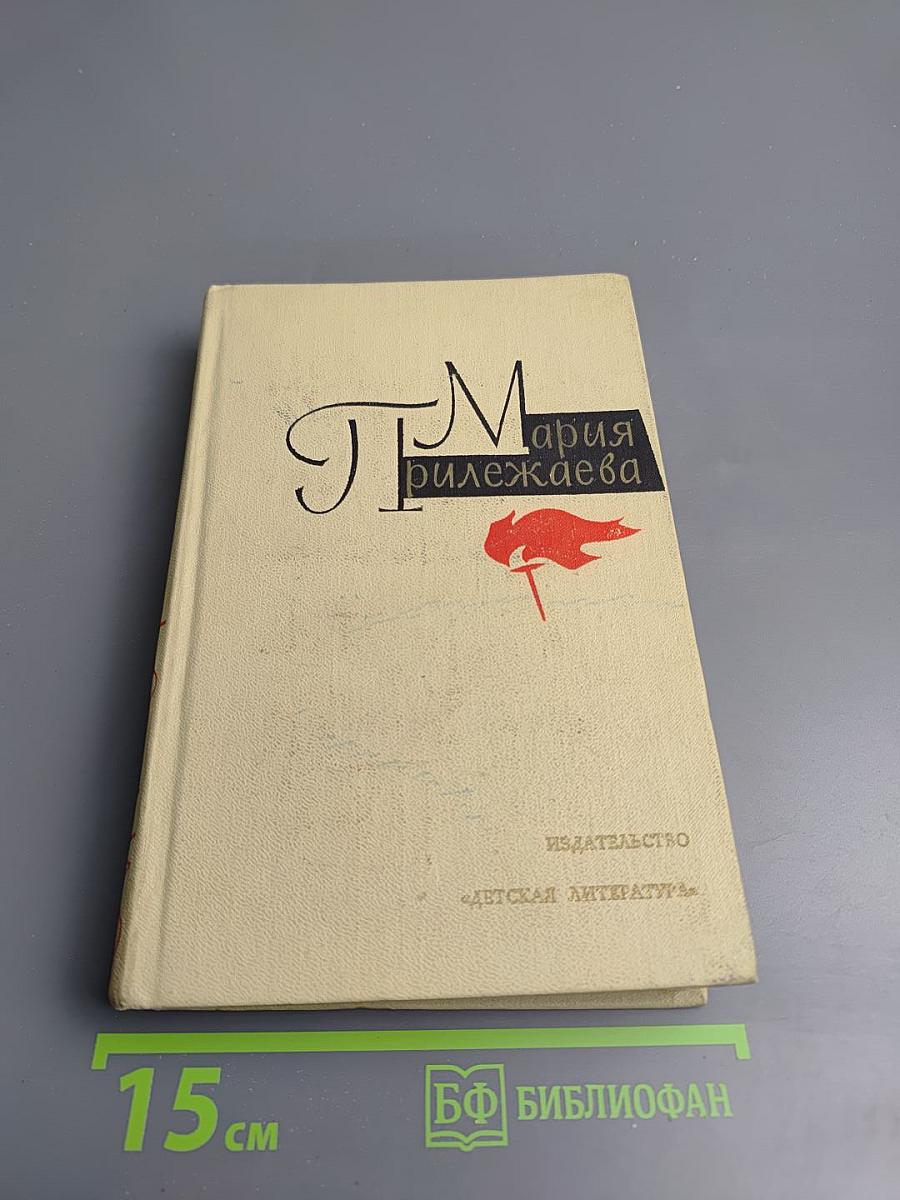 Мария
Прилежаева
ИЗДАТЕЛЬСТВО
«ДЕТСКАЯ ЛИТЕРАТУРА»
15 см
БФ БИБЛИОФАН